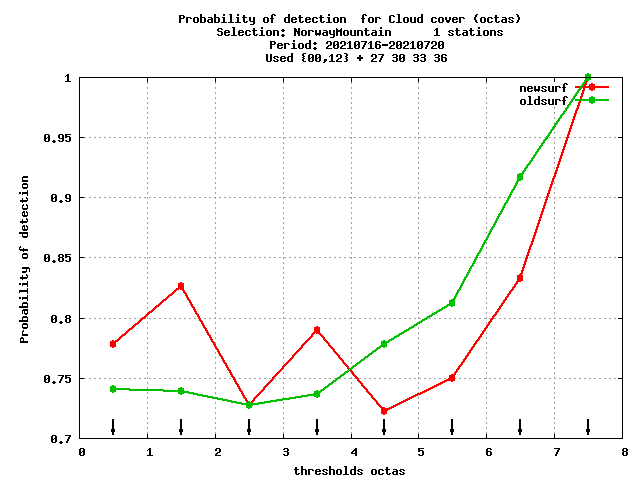 Probability of detection  for Cloud cover (octas)
Selection: NorwayMountain      1 stations
Period: 20210716-20210720
Used {00,12} + 27 30 33 36
newsurf
oldsurf
Probability of detection
1
0.95
0.9
0.85
0.8
0.75
0.7
0 1 2 3 4 5 6 7 8
thresholds octas